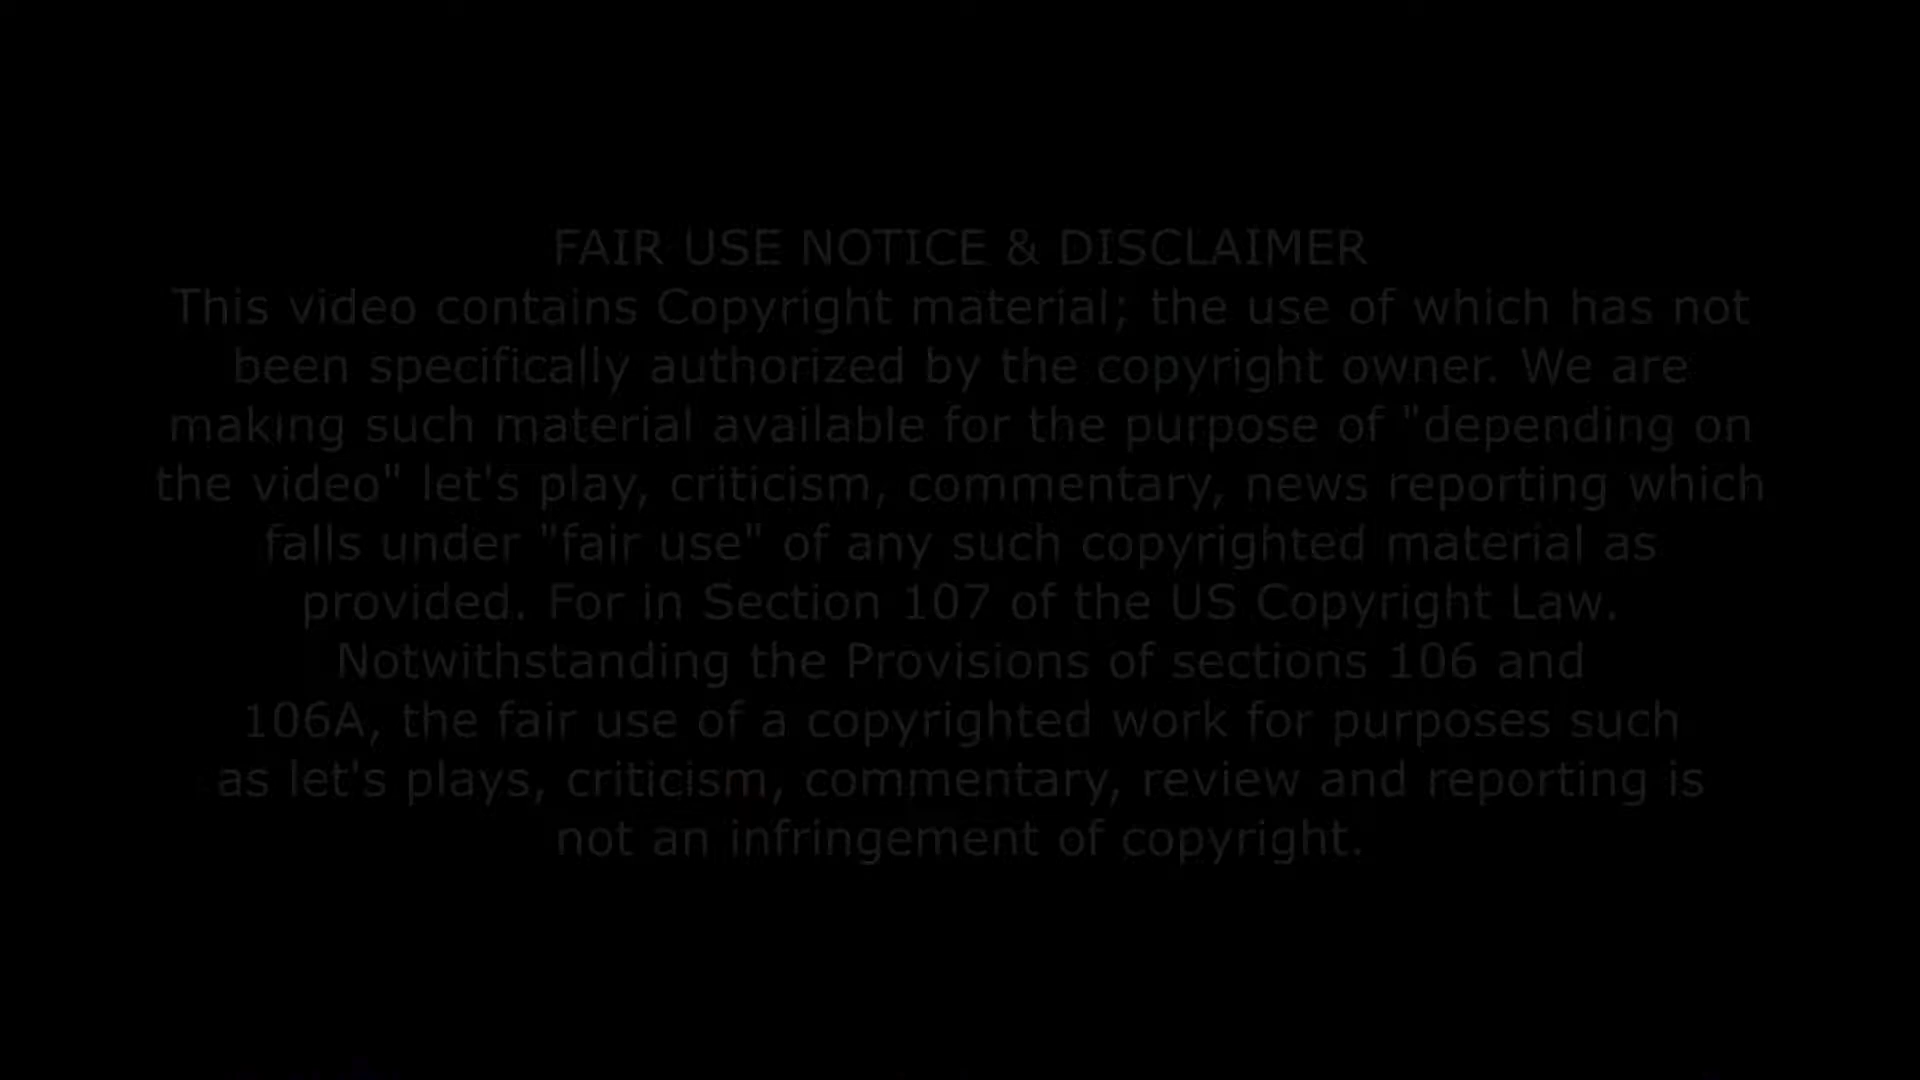 FAIR USE NOTICE & DISCLAIMER
This video contains Copyright material; the use of which has not
been specifically authorized by the copyright owner. We are
making such material available for the purpose of "depending on
the video" let's play, criticism, commentary, news reporting which
falls under "fair use" of any such copyrighted material as
provided. For in Section 107 of the US Copyright Law.
Notwithstanding the Provisions of sections 106 and
106A, the fair use of a copyrighted work for purposes such
as let's plays, criticism, commentary, review and reporting is
not an infringement of copyright.